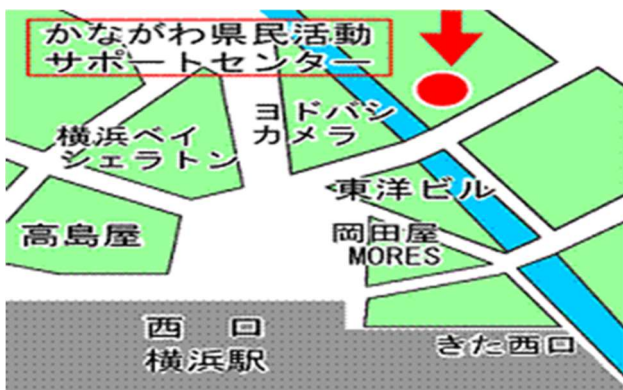 かながわ県民活動
サポートセンター
ヨドバシ
カメラ
横浜ベイ
シェラトン
東洋ビル
高島屋
岡田屋
MORES
西 口
横浜駅
きた西口